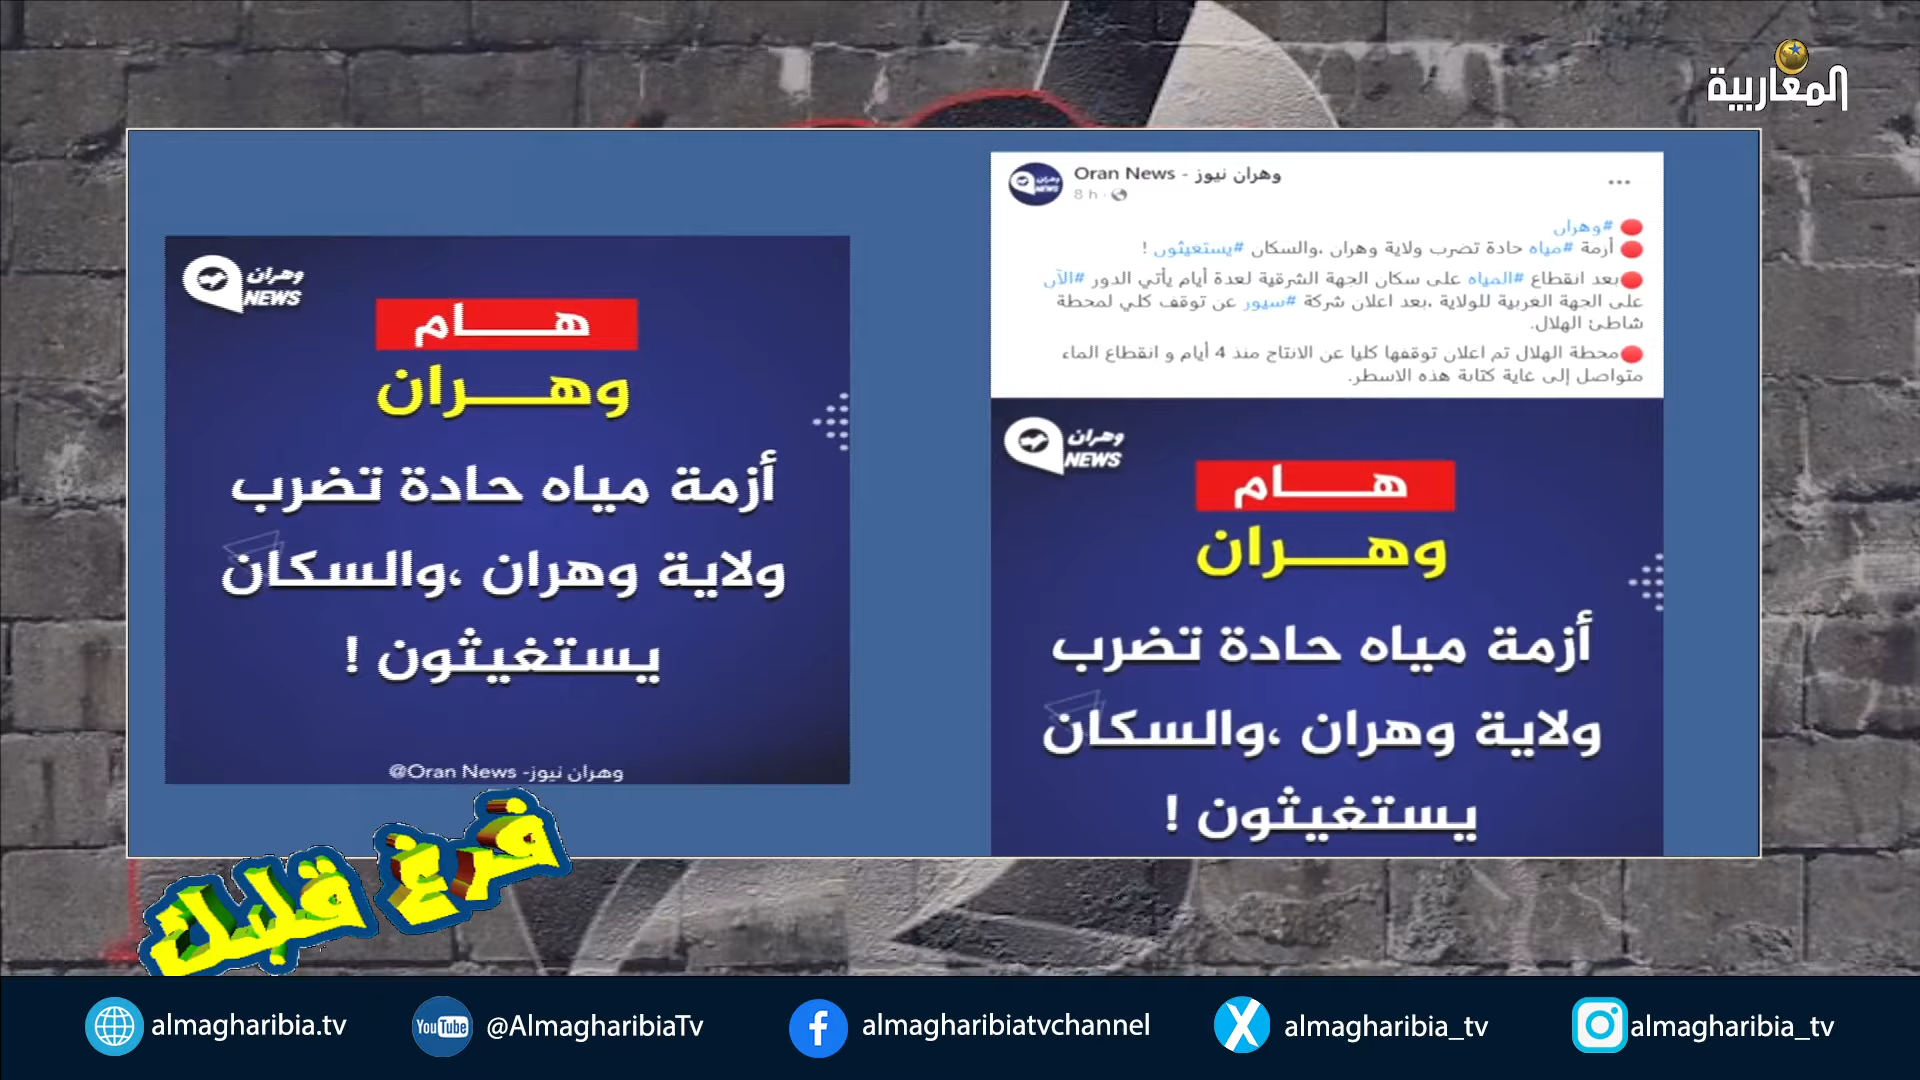 المغاربية
وهران
NEWS
هـــام
وهـــران
أزمة مياه حادة تضرب
ولاية وهران ،والسكان
يستغيثون !
@Oran News -وهران نيوز
Oran News - وهران نيوز
8 h
#وهران
أزمة #مياه حادة تضرب ولاية وهران ،والسكان #يستغيثون !
بعد انقطاع #المياه على سكان الجهة الشرقية لعدة أيام يأتي الدور #الآن
على الجهة الغربية للولاية ،بعد اعلان شركة #سيور عن توقف كلي لمحطة
شاطئ الهلال.
محطة الهلال تم اعلان توقفها كليا عن الانتاج منذ 4 أيام و انقطاع الماء
متواصل إلى غاية كتابة هذه الاسطر.
وهران
NEWS
هـــام
وهـــران
أزمة مياه حادة تضرب
ولاية وهران ،والسكان
يستغيثون !
فرغ قلبك
almagharibia.tv
YouTube
@AlmagharibiaTv
almagharibiatvchannel
almagharibia_tv
almagharibia_tv